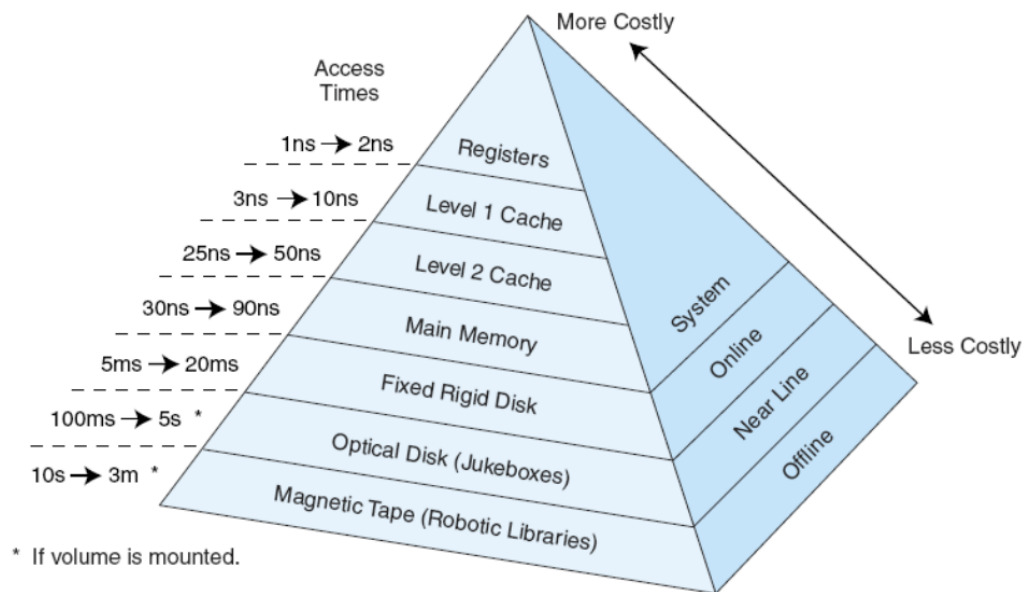 More Costly
Access
Times
1ns → 2ns
Registers
3ns → 10ns
Level 1 Cache
25ns → 50ns
Level 2 Cache
System
30ns → 90ns
Main Memory
Online
Less Costly
5ms → 20ms
Fixed Rigid Disk
Near Line
100ms → 5s *
Optical Disk (Jukeboxes)
Offline
10s → 3m *
Magnetic Tape (Robotic Libraries)
* If volume is mounted.